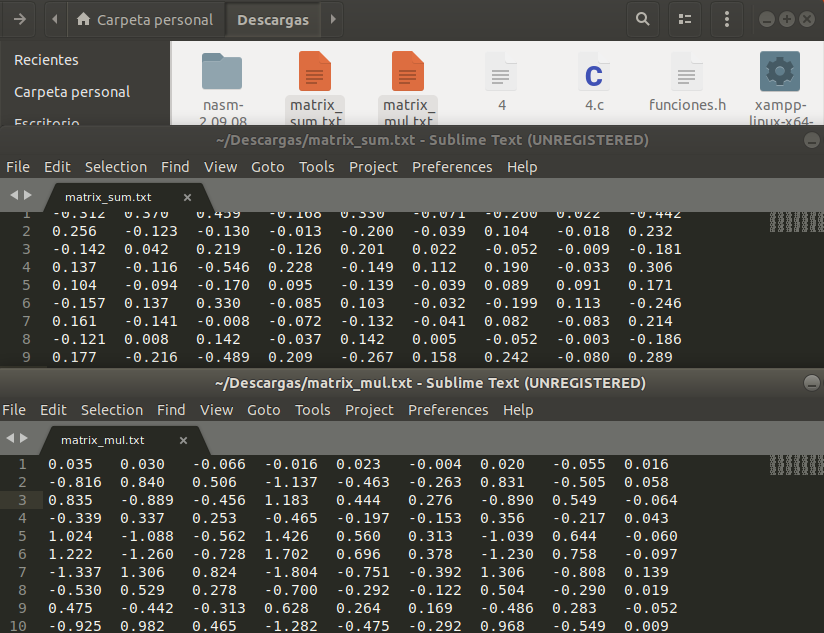 Carpeta personal Descargas
Recientes
Carpeta personal
Escritorio
nasm-2.09.08
matrix_sum.txt
matrix_mul.txt
4
4.c
funciones.h
xampp-linux-x64-
~/Descargas/matrix_sum.txt - Sublime Text (UNREGISTERED)
File Edit Selection Find View Goto Tools Project Preferences Help
matrix_sum.txt ×
1 -0.312 0.370 0.459 -0.168 0.330 -0.071 -0.260 0.022 -0.442
2 0.256 -0.123 -0.130 -0.013 -0.200 -0.039 0.104 -0.018 0.232
3 -0.142 0.042 0.219 -0.126 0.201 0.022 -0.052 -0.009 -0.181
4 0.137 -0.116 -0.546 0.228 -0.149 0.112 0.190 -0.033 0.306
5 0.104 -0.094 -0.170 0.095 -0.139 -0.039 0.089 0.091 0.171
6 -0.157 0.137 0.330 -0.085 0.103 -0.032 -0.199 0.113 -0.246
7 0.161 -0.141 -0.008 -0.072 -0.132 -0.041 0.082 -0.083 0.214
8 -0.121 0.008 0.142 -0.037 0.142 0.005 -0.052 -0.003 -0.186
9 0.177 -0.216 -0.489 0.209 -0.267 0.158 0.242 -0.080 0.289
~/Descargas/matrix_mul.txt - Sublime Text (UNREGISTERED)
File Edit Selection Find View Goto Tools Project Preferences Help
matrix_mul.txt ×
1 0.035 0.030 -0.066 -0.016 0.023 -0.004 0.020 -0.055 0.016
2 -0.816 0.840 0.506 -1.137 -0.463 -0.263 0.831 -0.505 0.058
3 0.835 -0.889 -0.456 1.183 0.444 0.276 -0.890 0.549 -0.064
4 -0.339 0.337 0.253 -0.465 -0.197 -0.153 0.356 -0.217 0.043
5 1.024 -1.088 -0.562 1.426 0.560 0.313 -1.039 0.644 -0.060
6 1.222 -1.260 -0.728 1.702 0.696 0.378 -1.230 0.758 -0.097
7 -1.337 1.306 0.824 -1.804 -0.751 -0.392 1.306 -0.808 0.139
8 -0.530 0.529 0.278 -0.700 -0.292 -0.122 0.504 -0.290 0.019
9 0.475 -0.442 -0.313 0.628 0.264 0.169 -0.486 0.283 -0.052
10 -0.925 0.982 0.465 -1.282 -0.475 -0.292 0.968 -0.549 0.009